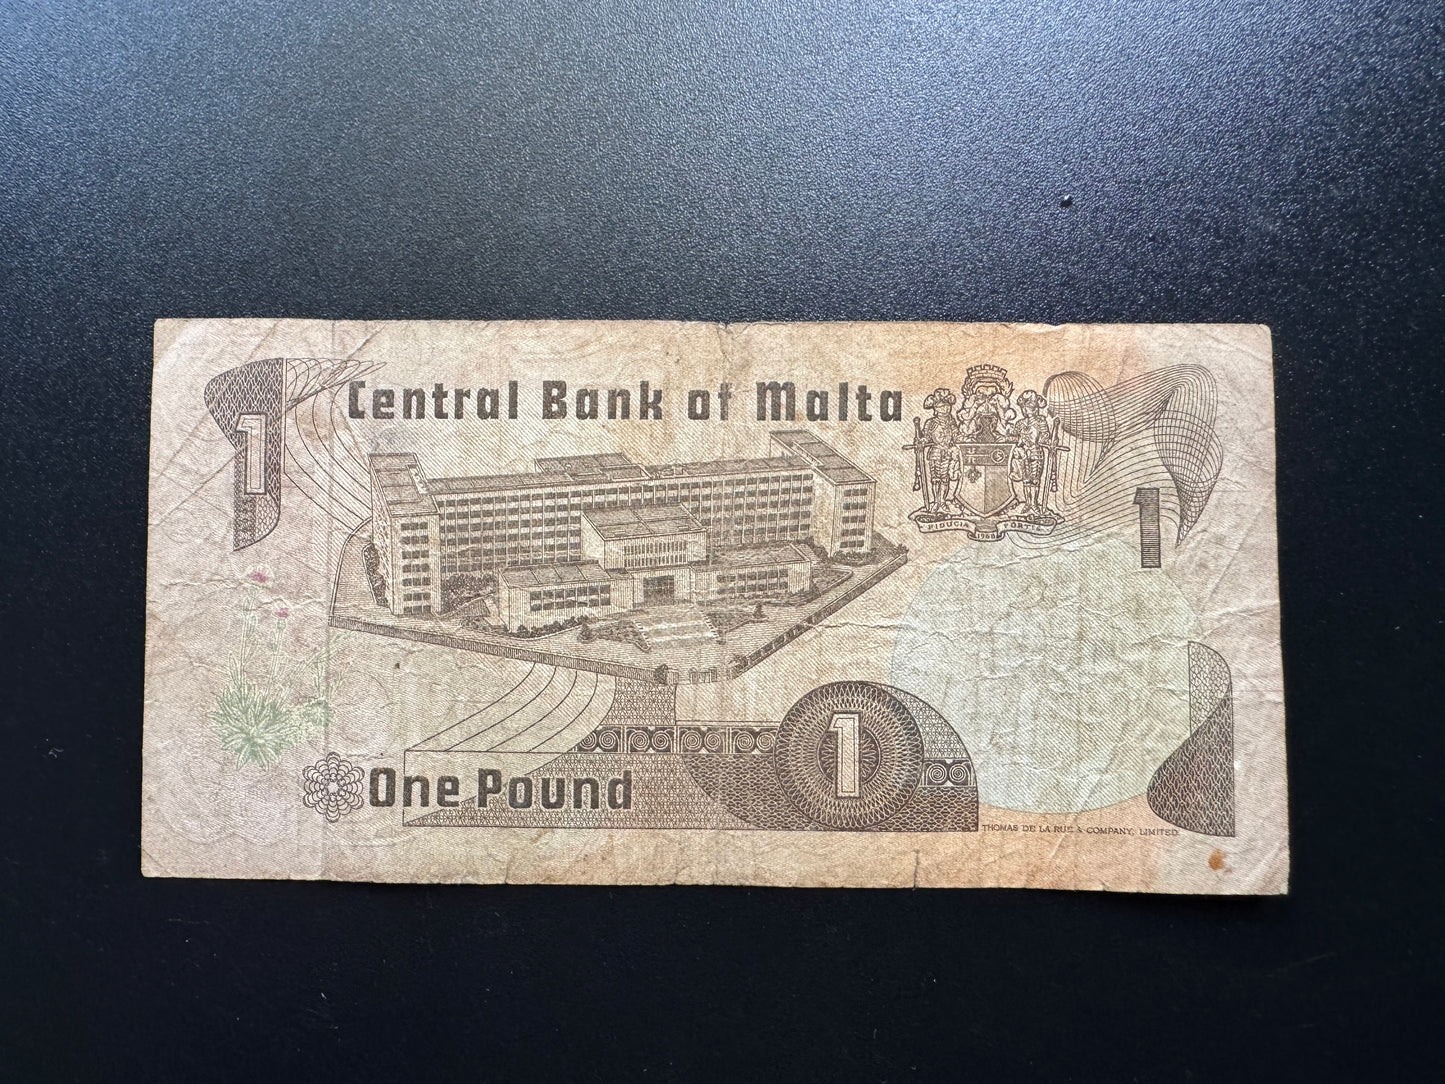 1
Central Bank of Malta
FIDUCIA FORTIS
1968
1
One Pound
1
THOMAS DE LA RUE & COMPANY, LIMITED.